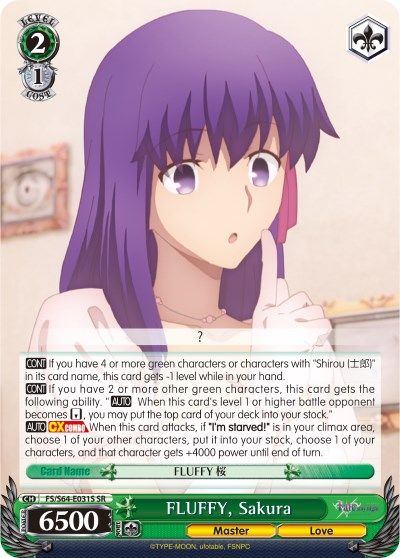 LEVEL
2
1
COST
?
CONT If you have 4 or more green characters or characters with "Shirou (士郎)"
in its card name, this card gets -1 level while in your hand.
CONT If you have 2 or more other green characters, this card gets the
following ability. "AUTO When this card's level 1 or higher battle opponent
becomes [ ], you may put the top card of your deck into your stock."
AUTO CXCOMBO When this card attacks, if "I'm starved!" is in your climax area,
choose 1 of your other characters, put it into your stock, choose 1 of your
characters, and that character gets +4000 power until end of turn.
Card Name
FLUFFY 桜
CH FS/S64-E031S SR
POWER
6500
FLUFFY, Sakura
Master
Love
©TYPE-MOON, ufotable, FSNPC